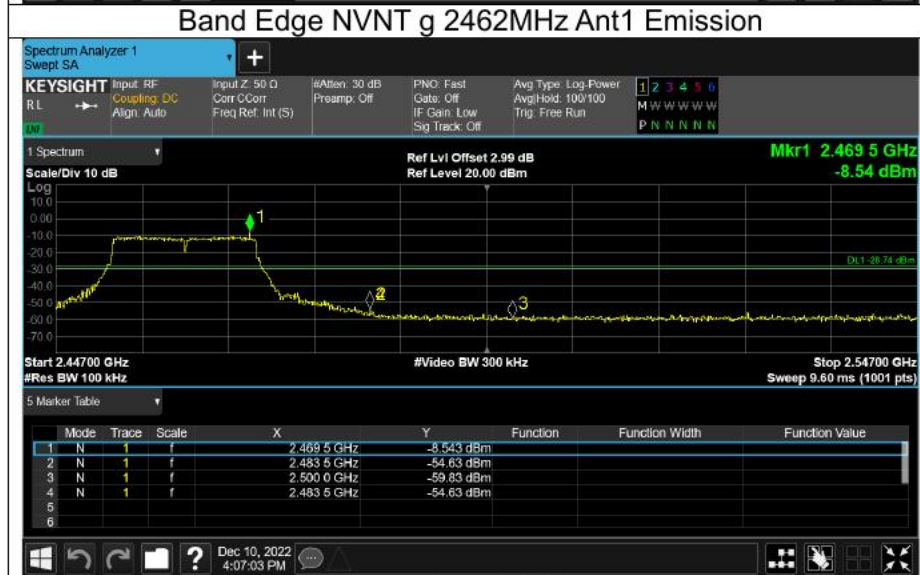 Band Edge NVNT g 2462MHz Ant1 Emission
Spectrum Analyzer 1
Swept SA
+
KEYSIGHT Input: RF Input Z: 50 Ω #Atten: 30 dB PNO: Fast Avg Type: Log-Power 1 2 3 4 5 6
RL Coupling: DC Corr CCorr Preamp: Off Gate: Off Avg|Hold: 100/100 M W W W W W
Align: Auto Freq Ref: Int (S) IF Gain: Low Trig: Free Run
LXI Sig Track: Off P N N N N N
1 Spectrum Ref Lvl Offset 2.99 dB Mkr1 2.469 5 GHz
Scale/Div 10 dB Ref Level 20.00 dBm -8.54 dBm
Log
10.0
0.00 1
-10.0
-20.0
-30.0 DL1 -28.74 dBm
-40.0
-50.0 2
-60.0 3
-70.0
Start 2.44700 GHz #Video BW 300 kHz Stop 2.54700 GHz
#Res BW 100 kHz Sweep 9.60 ms (1001 pts)
5 Marker Table
Mode Trace Scale X Y Function Function Width Function Value
1 N 1 f 2.469 5 GHz -8.543 dBm
2 N 1 f 2.483 5 GHz -54.63 dBm
3 N 1 f 2.500 0 GHz -59.83 dBm
4 N 1 f 2.483 5 GHz -54.63 dBm
5
6
? Dec 10, 2022
4:07:03 PM